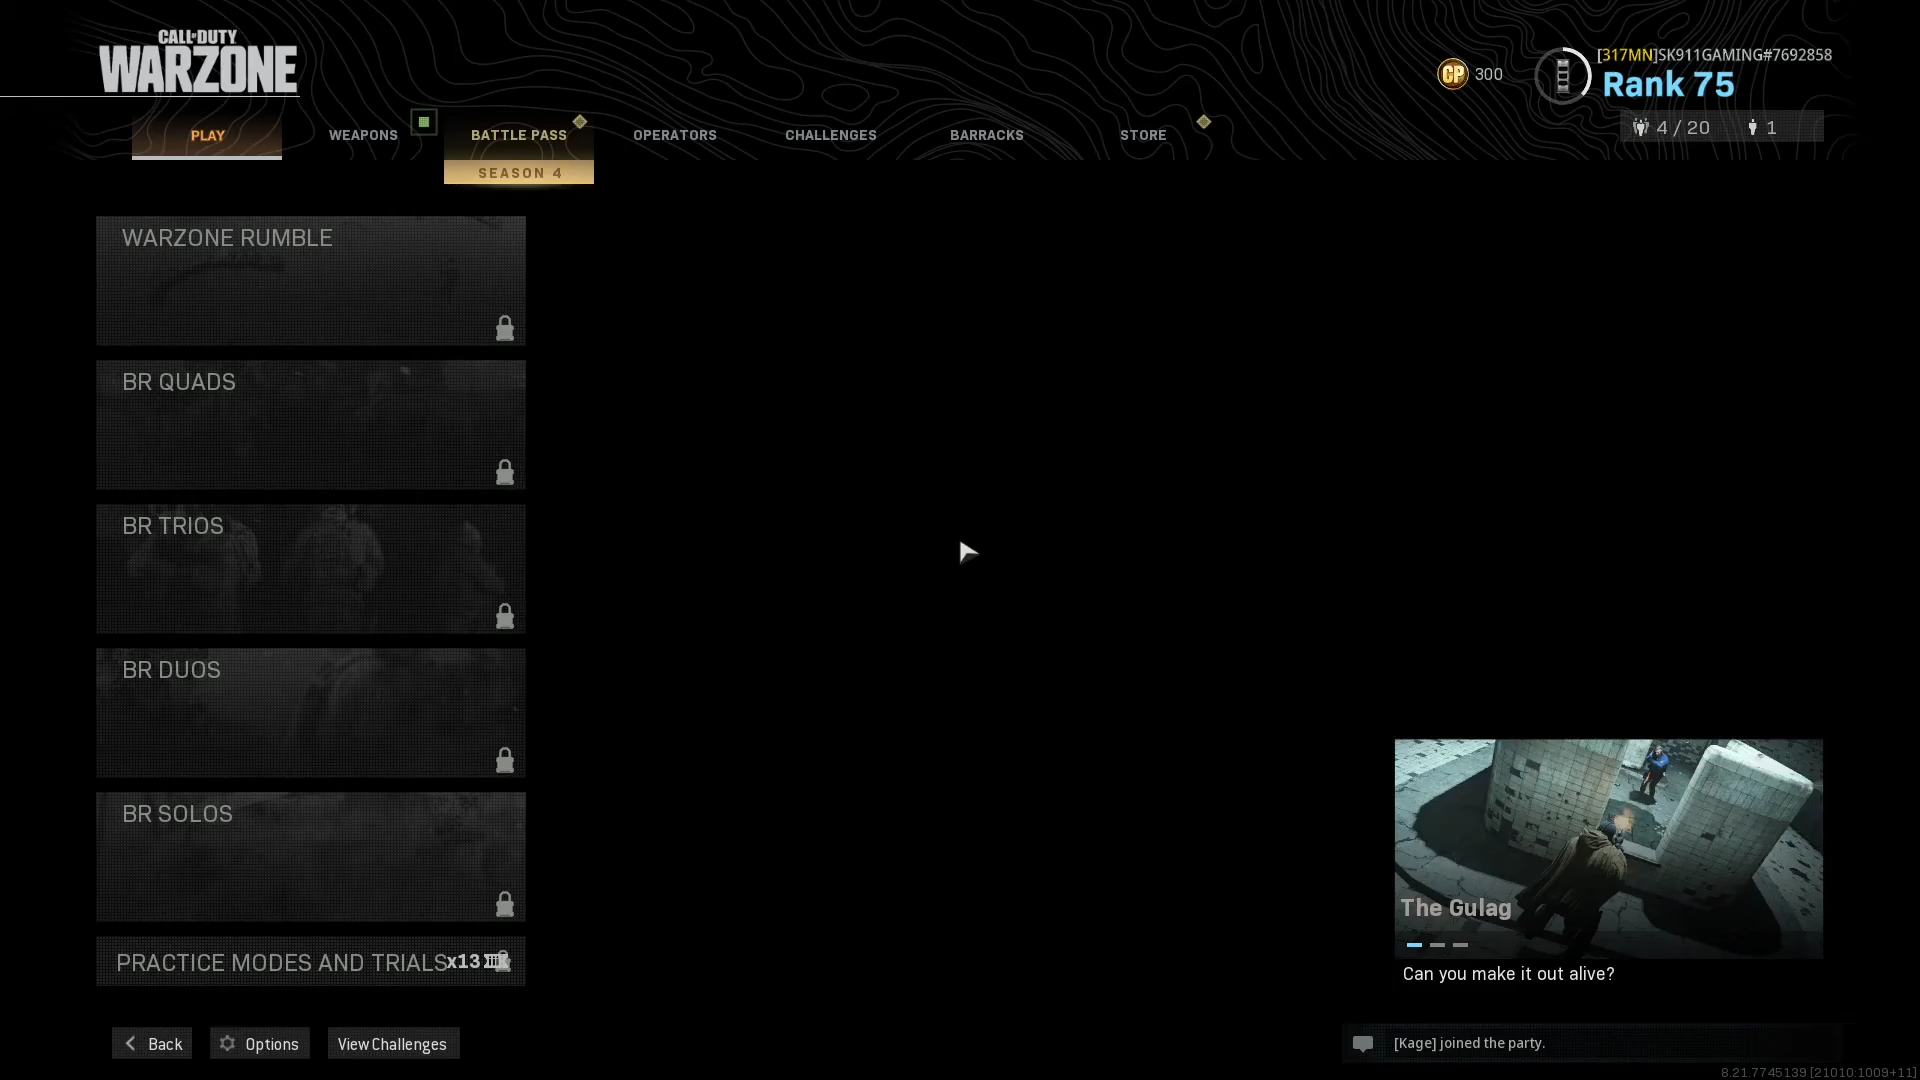 CALL OF DUTY
WARZONE
CP 300
[317MN]SK911GAMING#7692858
Rank 75
4 / 20 1
PLAY
WEAPONS
BATTLE PASS
OPERATORS
CHALLENGES
BARRACKS
STORE
SEASON 4
WARZONE RUMBLE
BR QUADS
BR TRIOS
BR DUOS
BR SOLOS
PRACTICE MODES AND TRIALS x13
The Gulag
Can you make it out alive?
Back
Options
View Challenges
[Kage] joined the party.
8.21.7745139 [21010:1009+11]